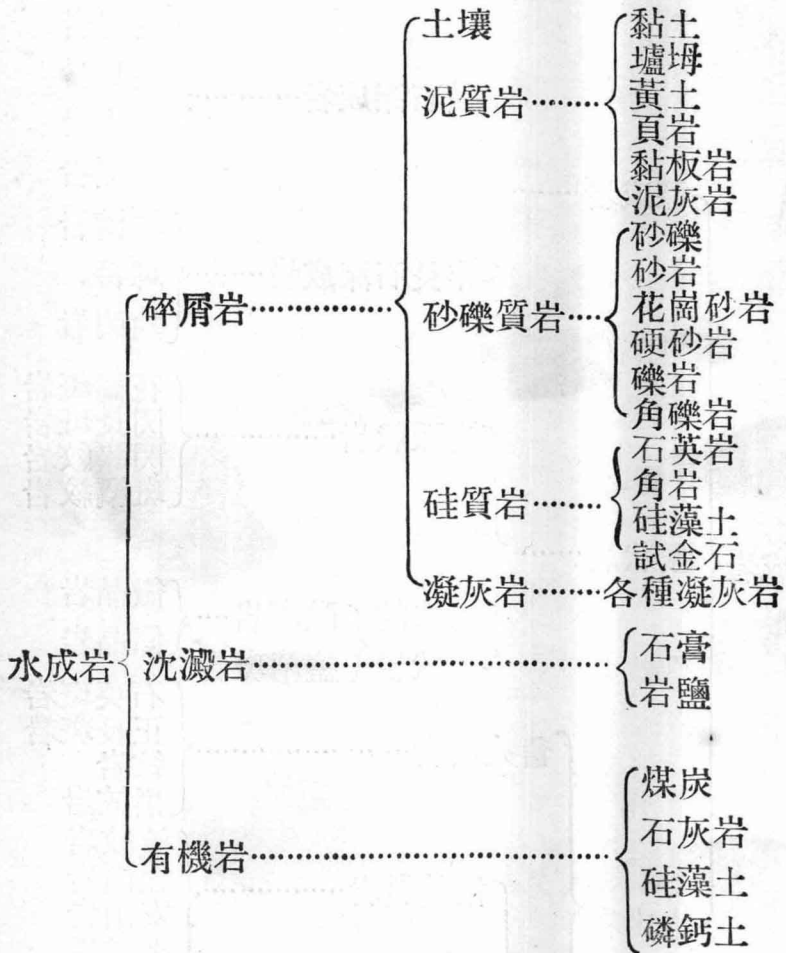 水成岩
碎屑岩
土壤
泥質岩
黏土
壚坶
黃土
頁岩
黏板岩
泥灰岩
砂礫質岩
砂礫
砂岩
花崗砂岩
硬砂岩
礫岩
角礫岩
硅質岩
石英岩
角岩
硅藻土
試金石
凝灰岩
各種凝灰岩
沈澱岩
石膏
岩鹽
有機岩
煤炭
石灰岩
硅藻土
磷鈣土